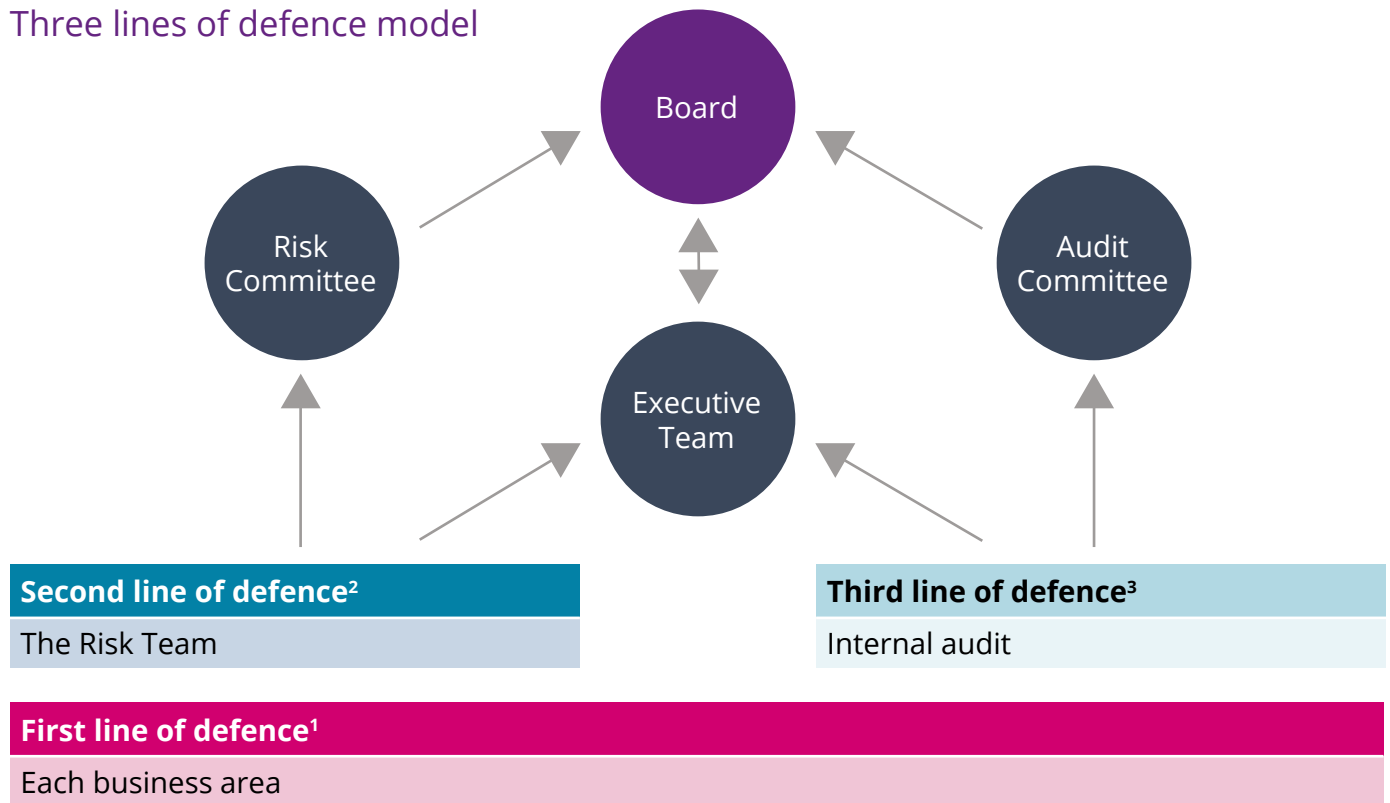 Three lines of defence model
Board
Risk
Committee
Audit
Committee
Executive
Team
Second line of defence²
The Risk Team
Third line of defence³
Internal audit
First line of defence¹
Each business area